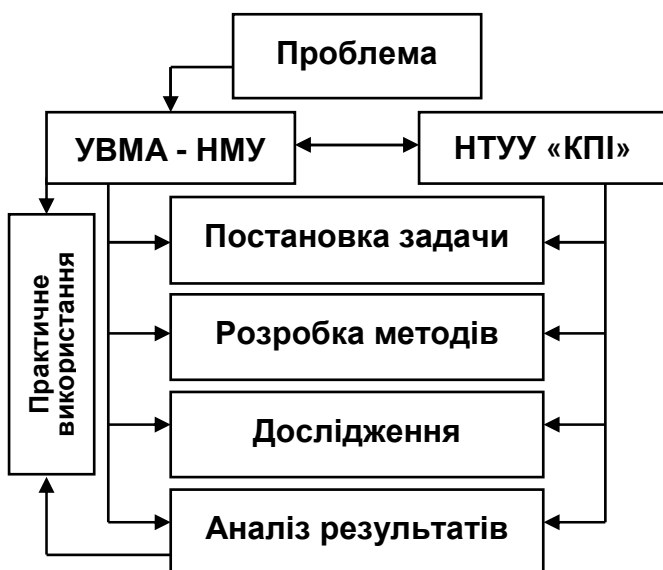 Проблема
УВМА - НМУ
НТУУ «КПІ»
Постановка задачи
Розробка методів
Дослідження
Аналіз результатів
Практичне
використання